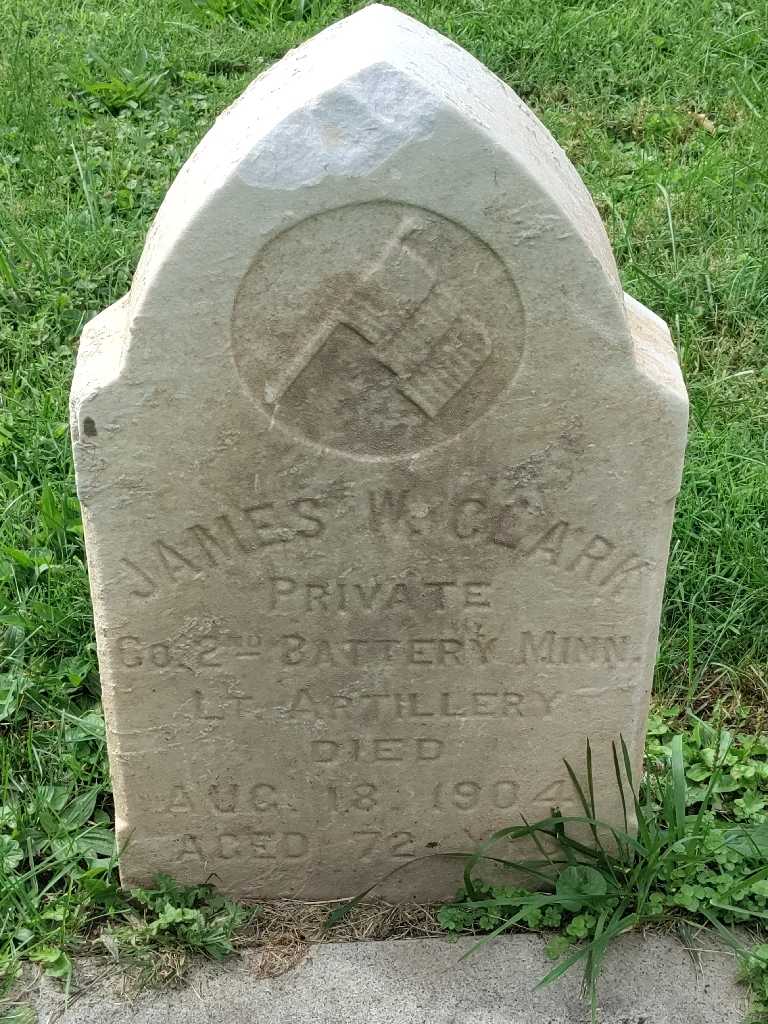 JAMES W. CLARK
PRIVATE
CO. 2ND BATTERY MINN.
LT. ARTILLERY
DIED
AUG. 18, 1904
AGED 72